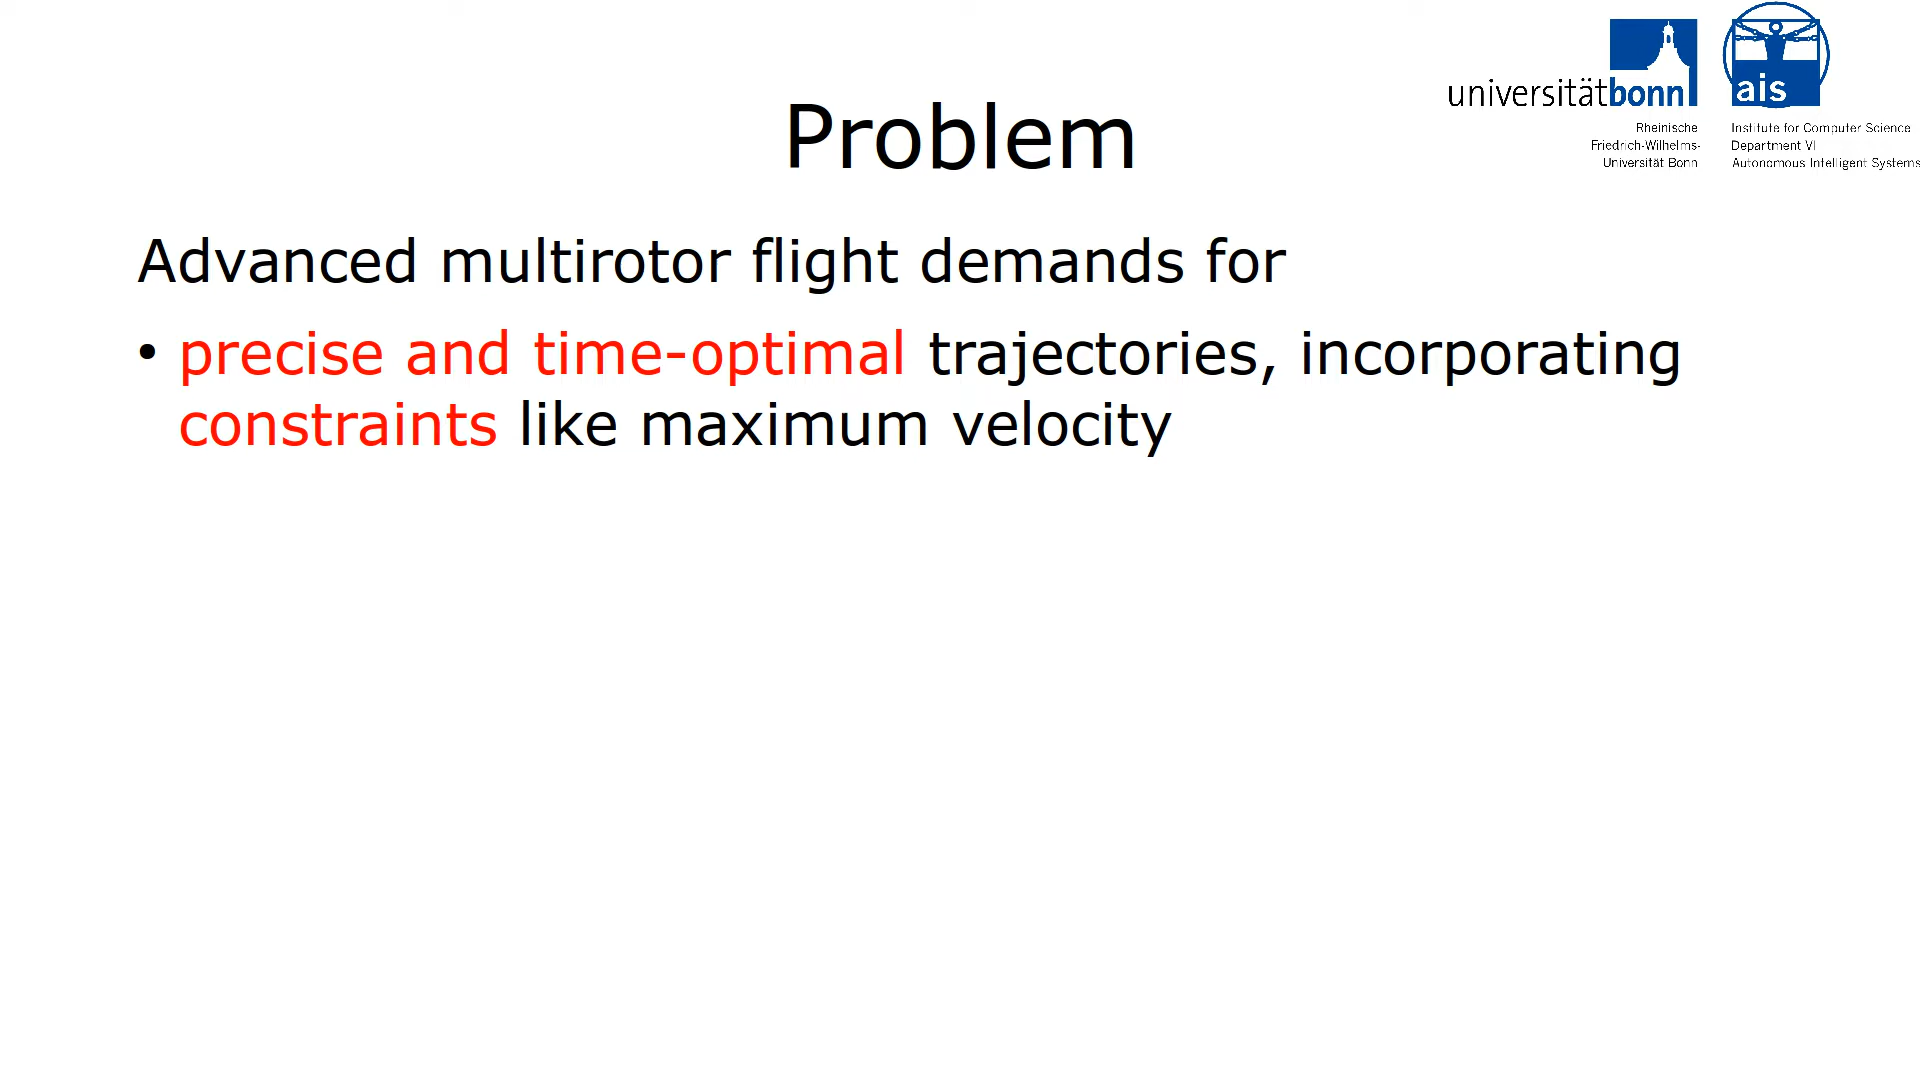 universitätbonn
ais
Rheinische
Friedrich-Wilhelms-
Universität Bonn
Institute for Computer Science
Department VI
Autonomous Intelligent Systems
Problem
Advanced multirotor flight demands for
• precise and time-optimal trajectories, incorporating
constraints like maximum velocity